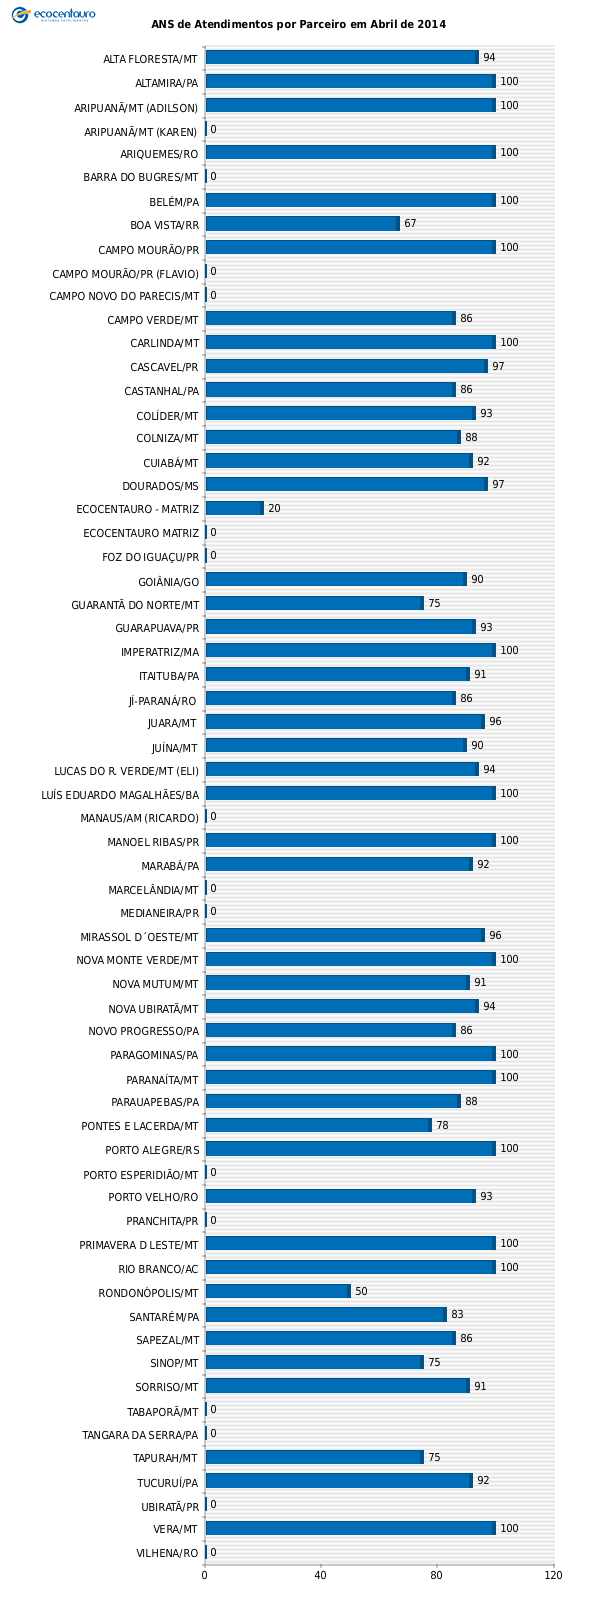 ecocentauro
ANS de Atendimentos por Parceiro em Abril de 2014
ALTA FLORESTA/MT 94
ALTAMIRA/PA 100
ARIPUANÃ/MT (ADILSON) 100
ARIPUANÃ/MT (KAREN) 0
ARIQUEMES/RO 100
BARRA DO BUGRES/MT 0
BELÉM/PA 100
BOA VISTA/RR 67
CAMPO MOURÃO/PR 100
CAMPO MOURÃO/PR (FLAVIO) 0
CAMPO NOVO DO PARECIS/MT 0
CAMPO VERDE/MT 86
CARLINDA/MT 100
CASCAVEL/PR 97
CASTANHAL/PA 86
COLÍDER/MT 93
COLNIZA/MT 88
CUIABÁ/MT 92
DOURADOS/MS 97
ECOCENTAURO - MATRIZ 20
ECOCENTAURO MATRIZ 0
FOZ DO IGUAÇU/PR 0
GOIÂNIA/GO 90
GUARANTÃ DO NORTE/MT 75
GUARAPUAVA/PR 93
IMPERATRIZ/MA 100
ITAITUBA/PA 91
JÍ-PARANÁ/RO 86
JUARA/MT 96
JUÍNA/MT 90
LUCAS DO R. VERDE/MT (ELI) 94
LUÍS EDUARDO MAGALHÃES/BA 100
MANAUS/AM (RICARDO) 0
MANOEL RIBAS/PR 100
MARABÁ/PA 92
MARCELÂNDIA/MT 0
MEDIANEIRA/PR 0
MIRASSOL D´OESTE/MT 96
NOVA MONTE VERDE/MT 100
NOVA MUTUM/MT 91
NOVA UBIRATÃ/MT 94
NOVO PROGRESSO/PA 86
PARAGOMINAS/PA 100
PARANAÍTA/MT 100
PARAUAPEBAS/PA 88
PONTES E LACERDA/MT 78
PORTO ALEGRE/RS 100
PORTO ESPERIDIÃO/MT 0
PORTO VELHO/RO 93
PRANCHITA/PR 0
PRIMAVERA D LESTE/MT 100
RIO BRANCO/AC 100
RONDONÓPOLIS/MT 50
SANTARÉM/PA 83
SAPEZAL/MT 86
SINOP/MT 75
SORRISO/MT 91
TABAPORÃ/MT 0
TANGARA DA SERRA/PA 0
TAPURAH/MT 75
TUCURUÍ/PA 92
UBIRATÃ/PR 0
VERA/MT 100
VILHENA/RO 0
0 40 80 120